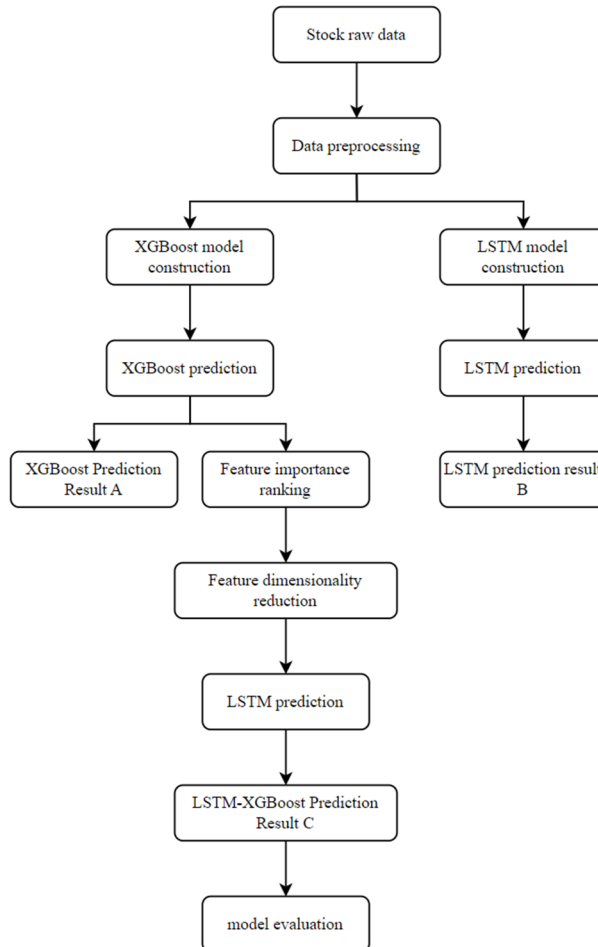 Stock raw data
Data preprocessing
XGBoost model
construction
LSTM model
construction
XGBoost prediction
LSTM prediction
XGBoost Prediction
Result A
Feature importance
ranking
LSTM prediction result
B
Feature dimensionality
reduction
LSTM prediction
LSTM-XGBoost Prediction
Result C
model evaluation